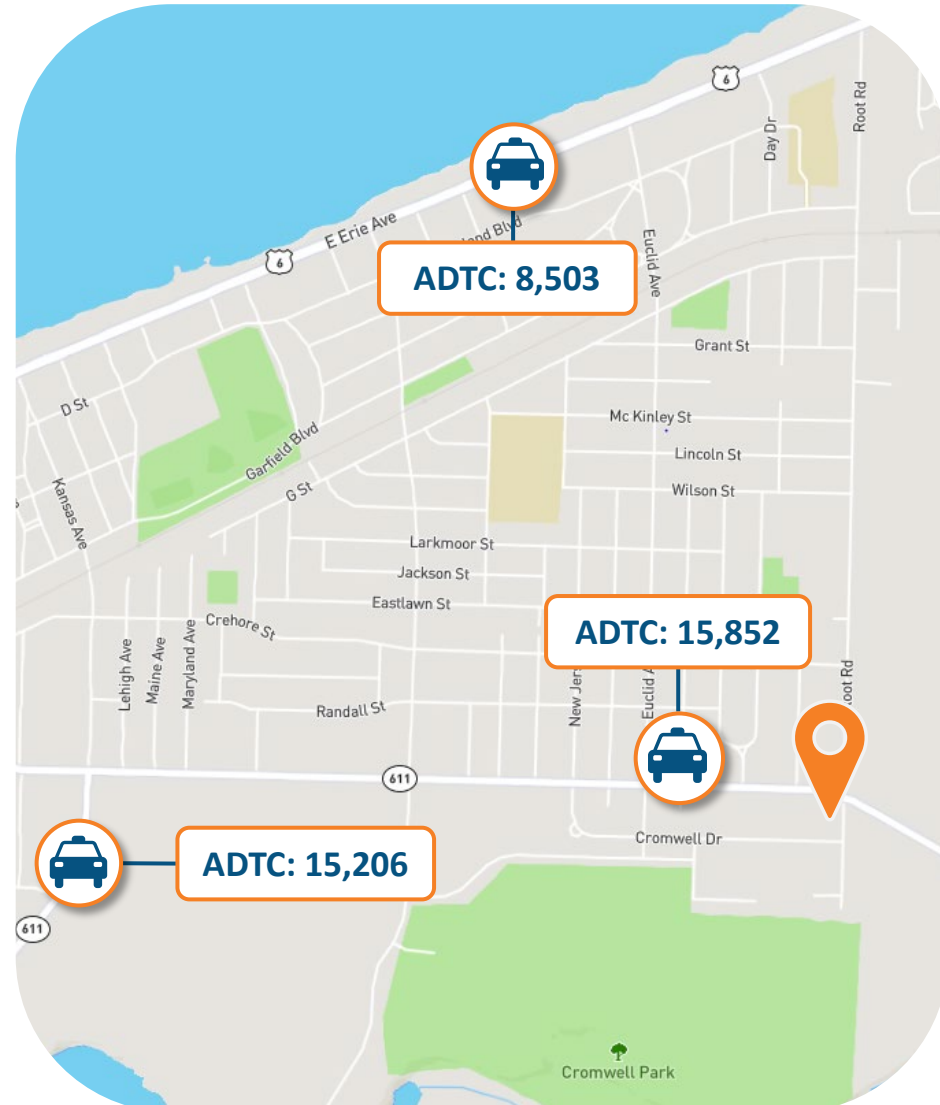 6
Root Rd
Day Dr
E Erie Ave
Blvd
6
Euclid Ave
ADTC: 8,503
Grant St
D St
Mc Kinley St
Garfield Blvd
Lincoln St
Kansas Ave
G St
Wilson St
Larkmoor St
Jackson St
Eastlawn St
Crehore St
ADTC: 15,852
Lehigh Ave
Maine Ave
Maryland Ave
New Jer
Euclid A
oot Rd
Randall St
611
Cromwell Dr
ADTC: 15,206
611
Cromwell Park